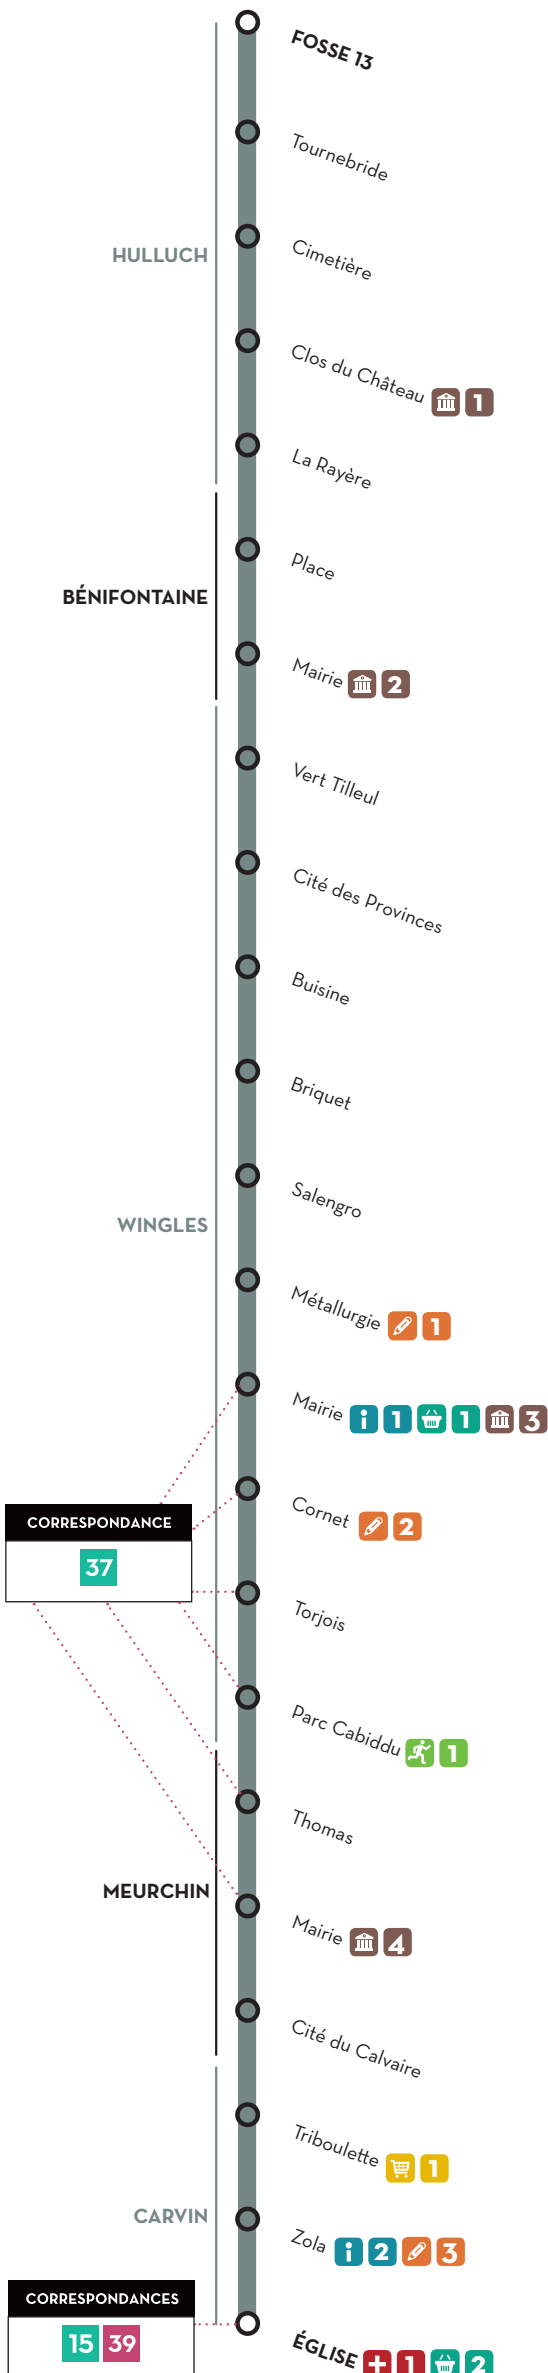 FOSSE 13
Tournebride
HULLUCH
Cimetière
Clos du Château 1
La Rayère
Place
BÉNIFONTAINE
Mairie 2
Vert Tilleul
Cité des Provinces
Buisine
Briquet
Salengro
WINGLES
Métallurgie 1
Mairie i 1 1 3
Cornet 2
CORRESPONDANCE
37
Torjois
Parc Cabiddu 1
Thomas
MEURCHIN
Mairie 4
Cité du Calvaire
Triboulette 1
CARVIN
Zola i 2 3
CORRESPONDANCES
15 39
ÉGLISE 1 2